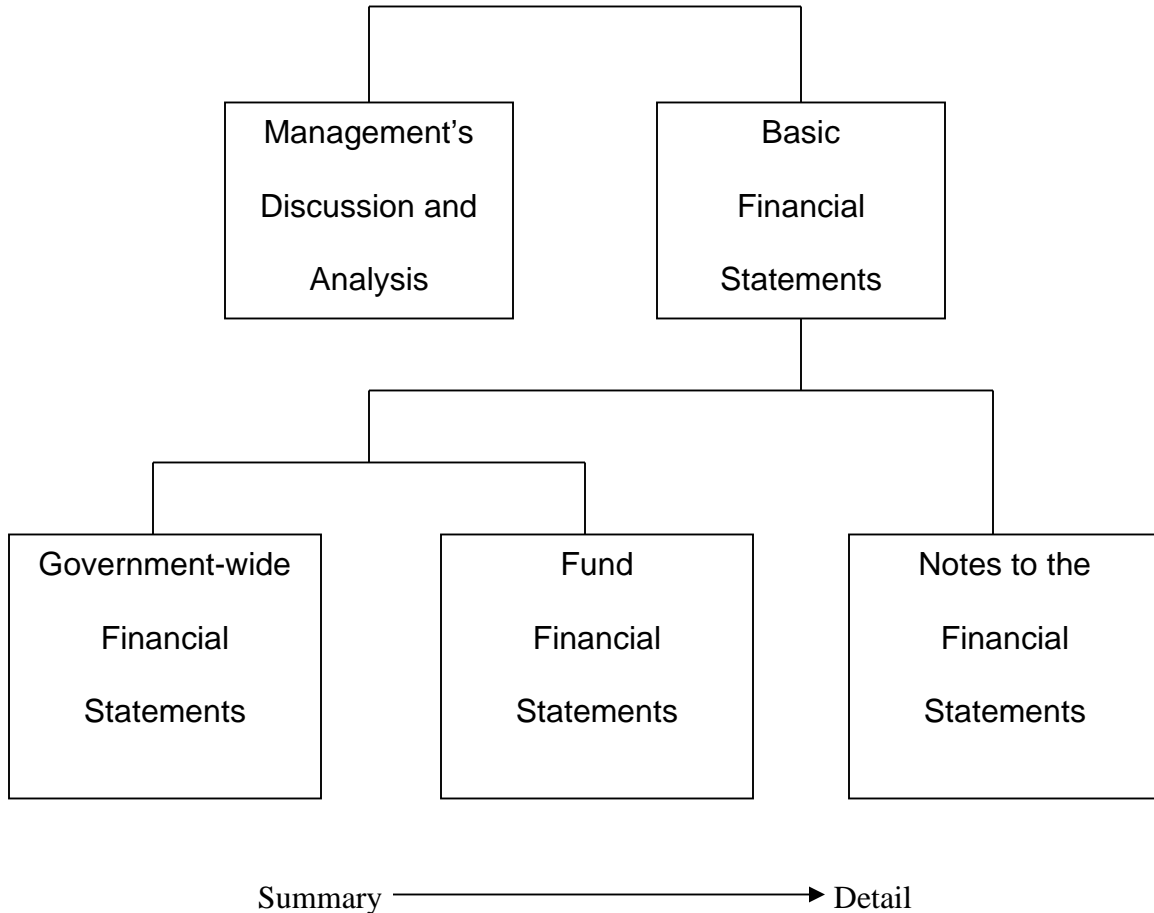 Management’s
Discussion and
Analysis
Basic
Financial
Statements
Government-wide
Financial
Statements
Fund
Financial
Statements
Notes to the
Financial
Statements
Summary
Detail